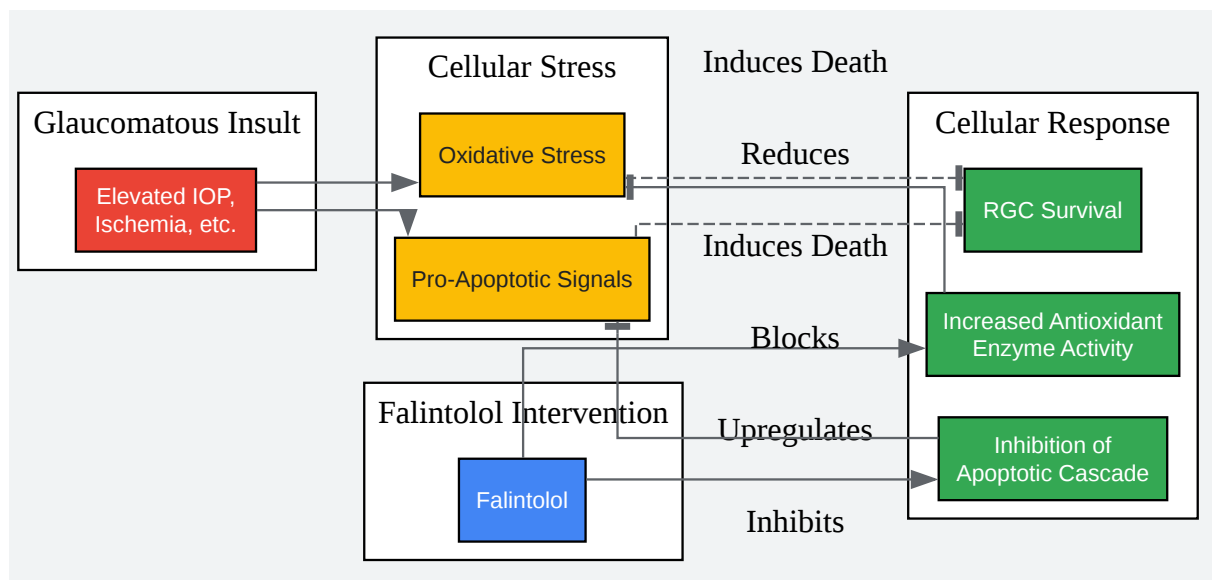 Glaucomatous Insult
Elevated IOP,
Ischemia, etc.
Cellular Stress
Oxidative Stress
Pro-Apoptotic Signals
Falintolol Intervention
Falintolol
Induces Death
Reduces
Induces Death
Blocks
Upregulates
Inhibits
Cellular Response
RGC Survival
Increased Antioxidant
Enzyme Activity
Inhibition of
Apoptotic Cascade